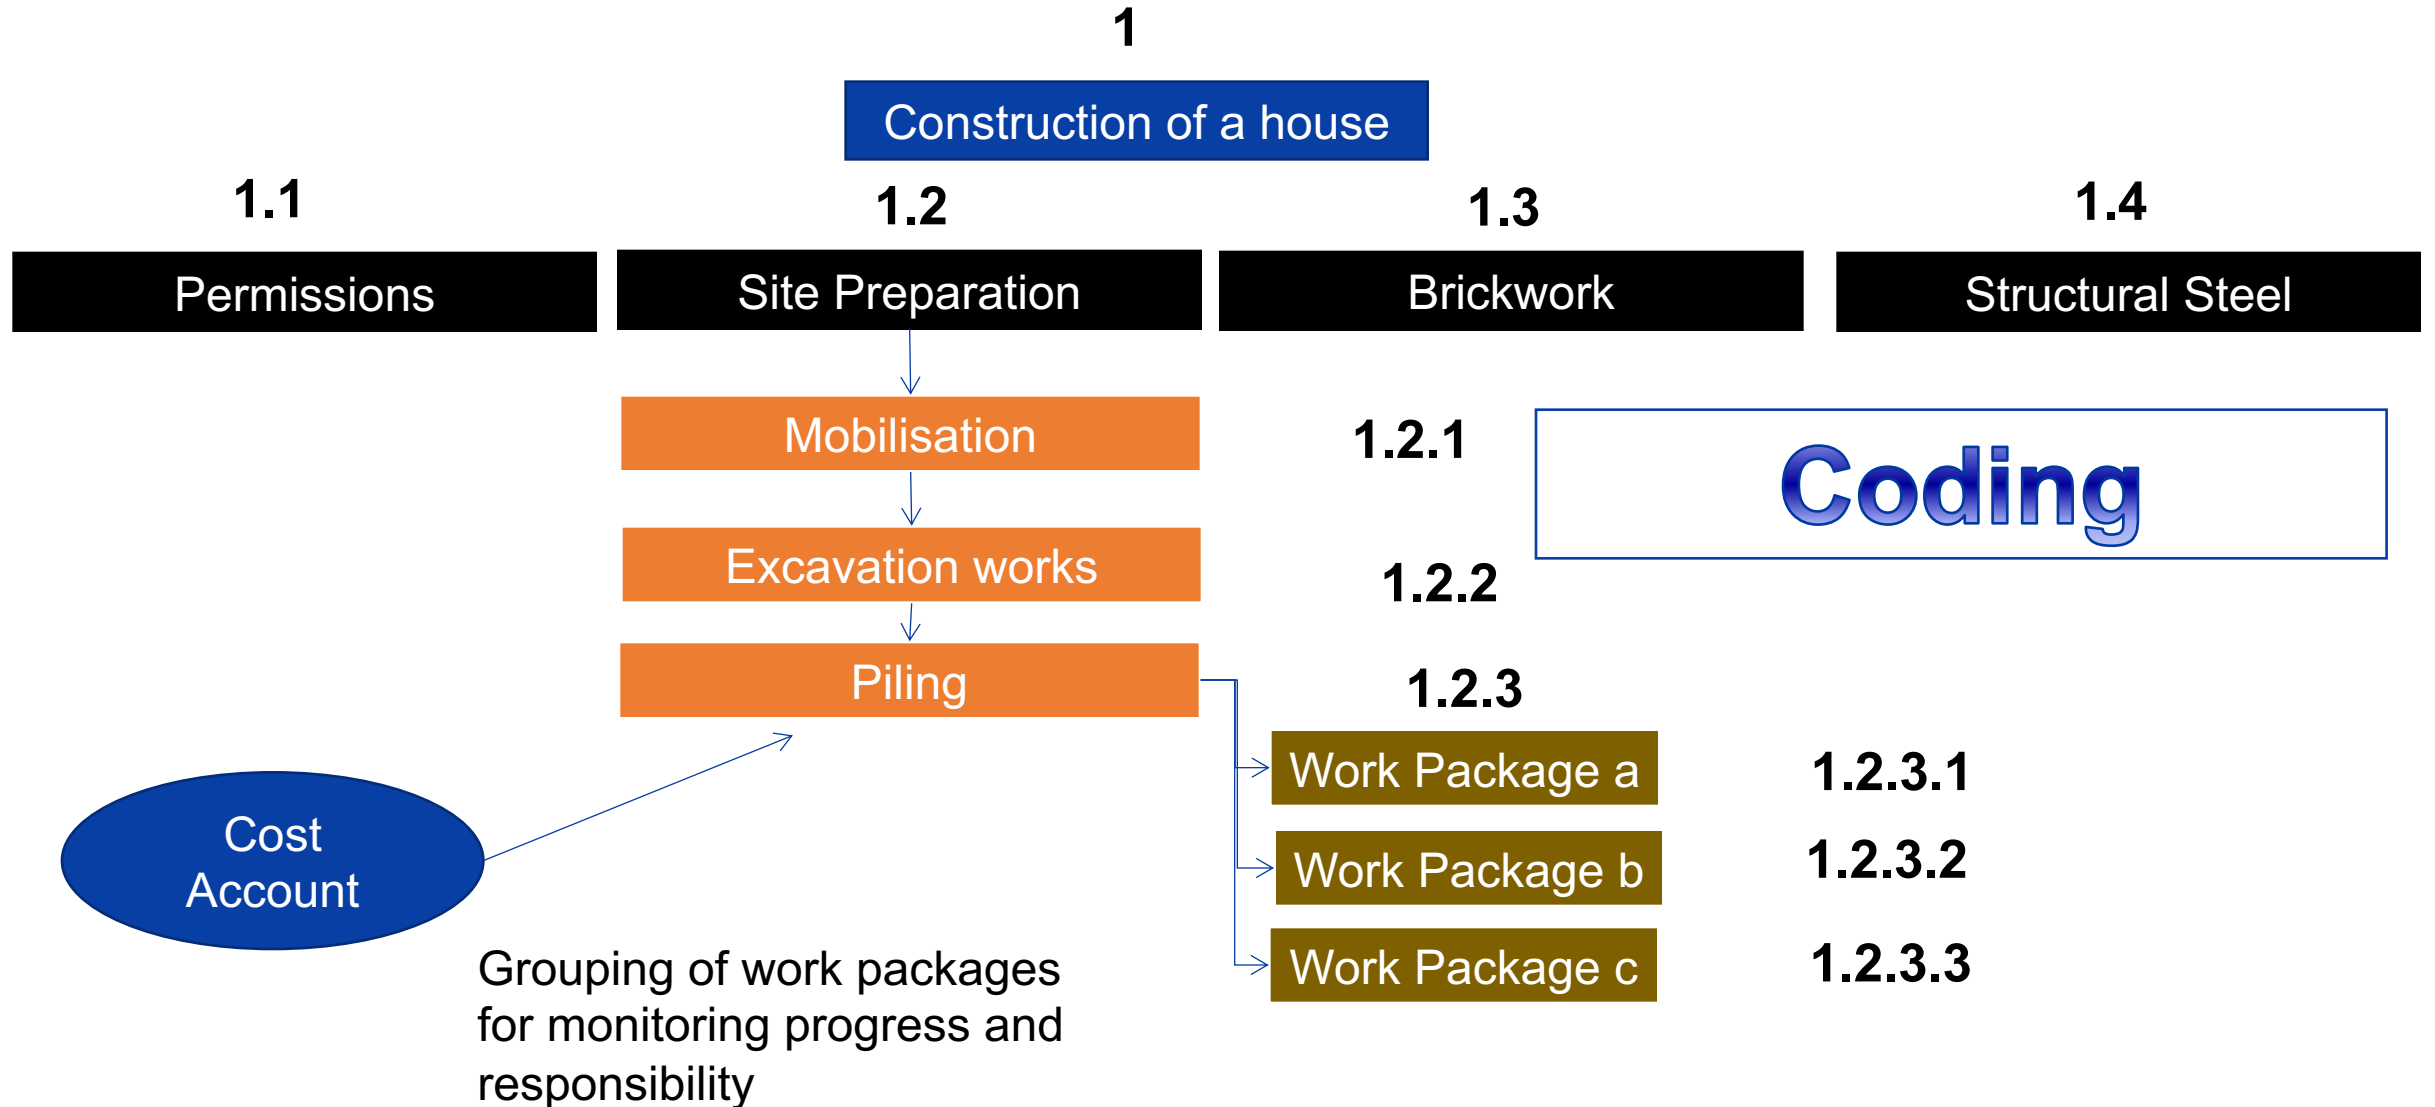 1
Construction of a house
1.1
1.2
1.3
1.4
Permissions
Site Preparation
Brickwork
Structural Steel
Mobilisation
1.2.1
Coding
Excavation works
1.2.2
Piling
1.2.3
Work Package a
1.2.3.1
Cost
Account
Work Package b
1.2.3.2
Work Package c
1.2.3.3
Grouping of work packages
for monitoring progress and
responsibility